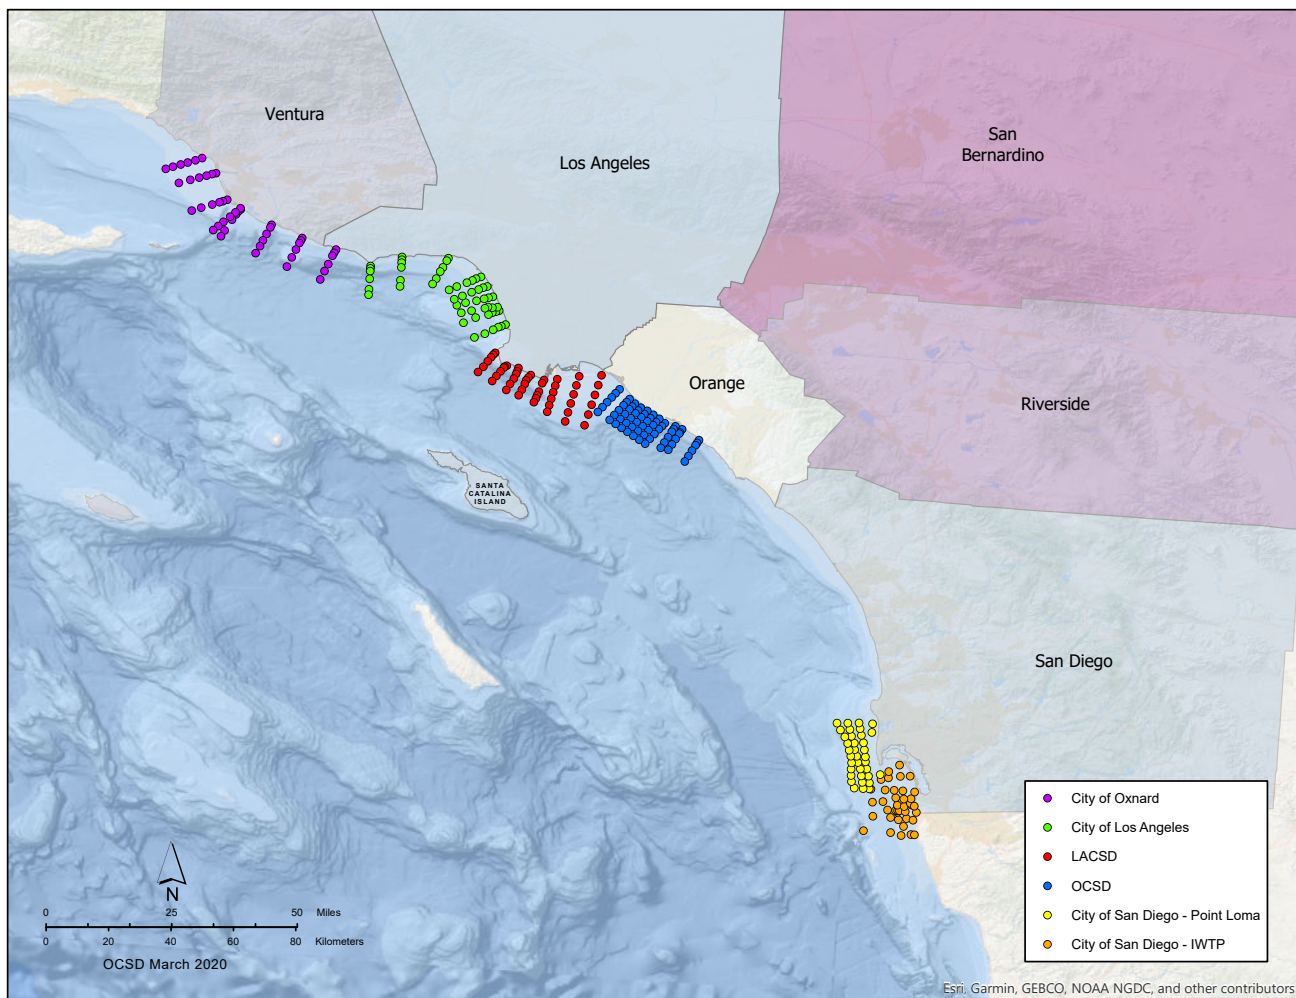 Ventura
Los Angeles
San
Bernardino
Orange
Riverside
SANTA
CATALINA
ISLAND
San Diego
City of Oxnard
City of Los Angeles
LACSD
OCSD
City of San Diego - Point Loma
City of San Diego - IWTP
N
0 25 50 Miles
0 20 40 60 80 Kilometers
OCSD March 2020
Esri, Garmin, GEBCO, NOAA NGDC, and other contributors